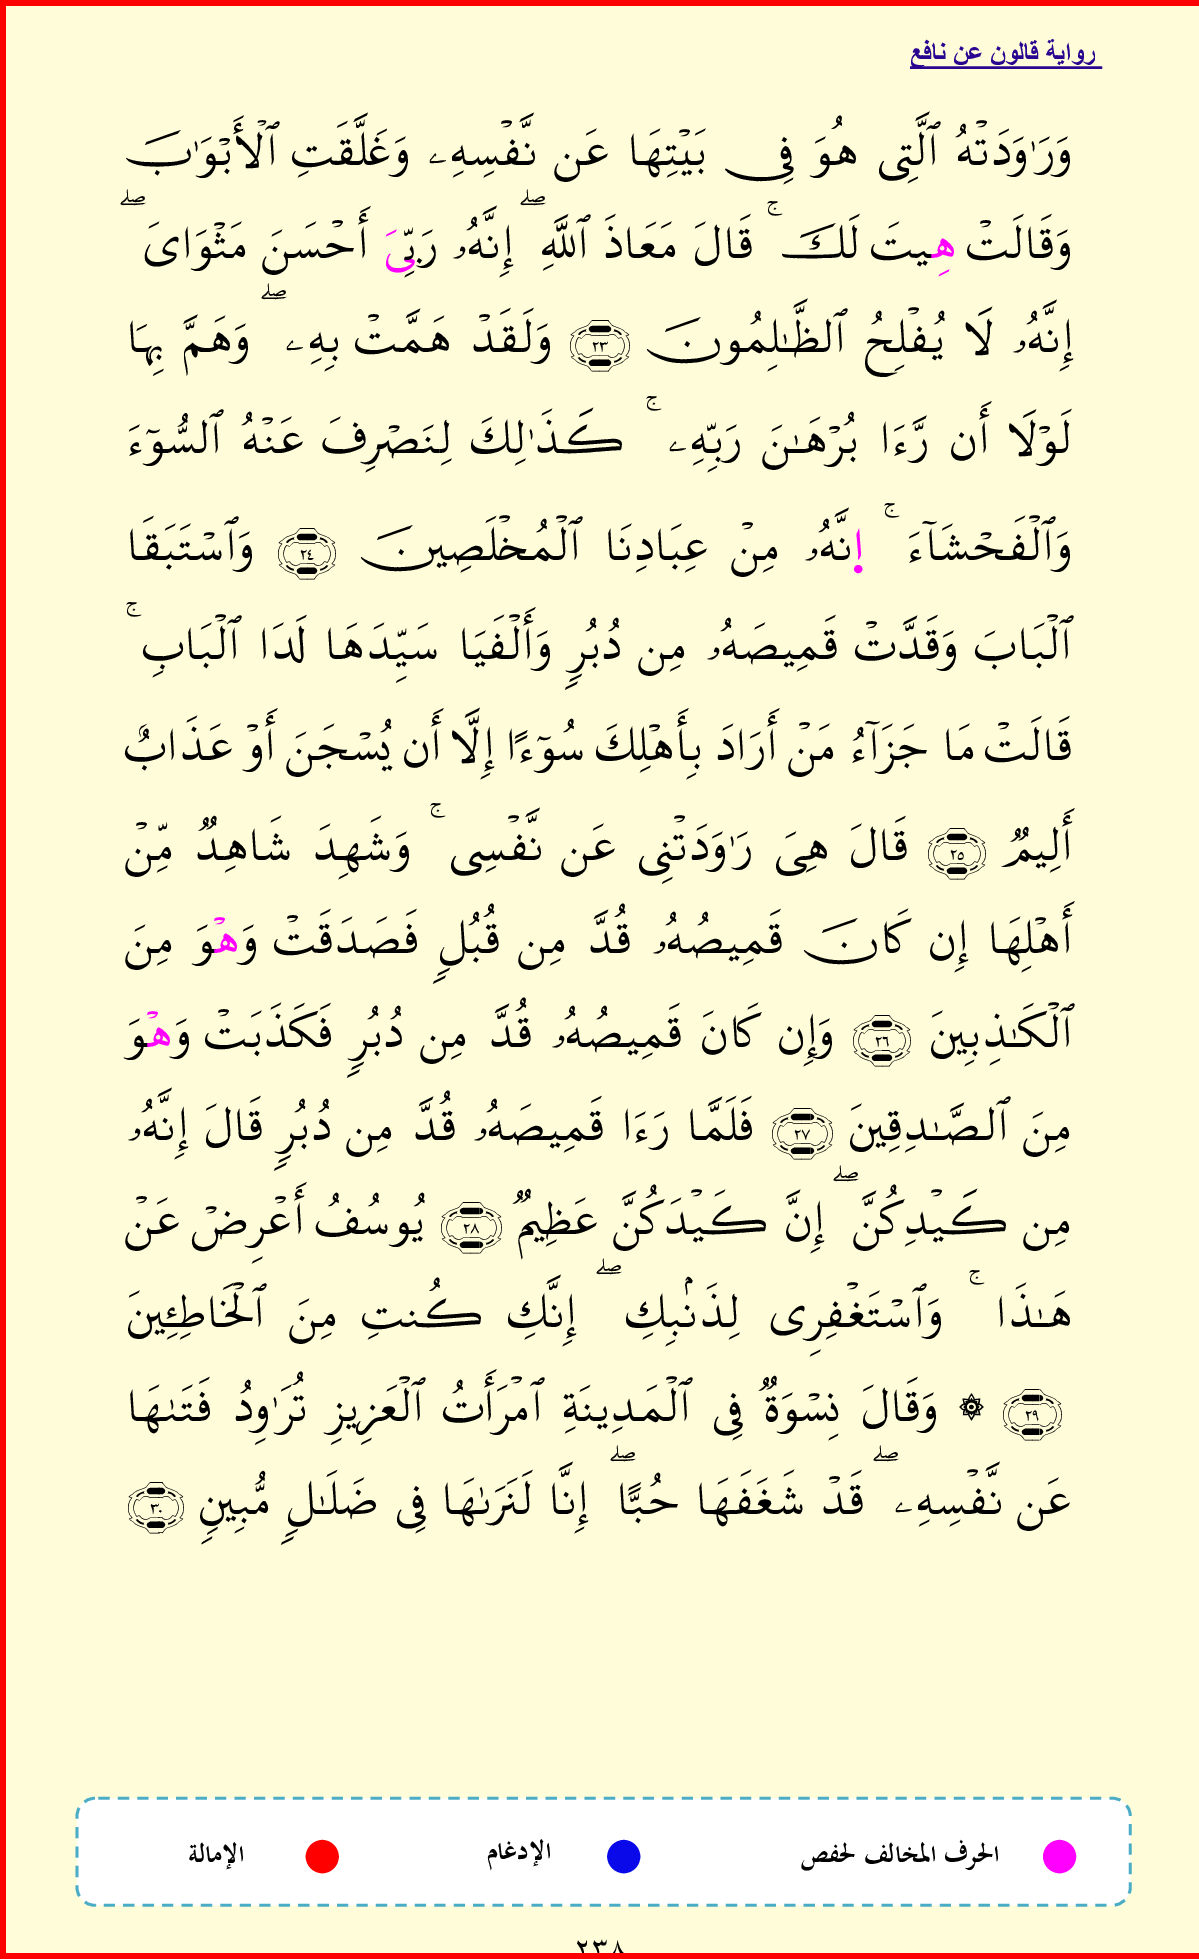 رواية قالون عن نافع
وَرَٰوَدَتْهُ ٱلَّتِى هُوَ فِى بَيْتِهَا عَن نَّفْسِهِۦ وَغَلَّقَتِ ٱلْأَبْوَٰبَ
وَقَالَتْ هِيتَ لَكَ ۚ قَالَ مَعَاذَ ٱللَّهِ ۖ إِنَّهُۥ رَبِّىَ أَحْسَنَ مَثْوَاىَ ۖ
إِنَّهُۥ لَا يُفْلِحُ ٱلظَّٰلِمُونَ ٢٣ وَلَقَدْ هَمَّتْ بِهِۦ ۖ وَهَمَّ بِهَا
لَوْلَا أَن رَّءَا بُرْهَٰنَ رَبِّهِۦ ۚ كَذَٰلِكَ لِنَصْرِفَ عَنْهُ ٱلسُّوٓءَ
وَٱلْفَحْشَآءَ ۚ إِنَّهُۥ مِنْ عِبَادِنَا ٱلْمُخْلَصِينَ ٢٤ وَٱسْتَبَقَا
ٱلْبَابَ وَقَدَّتْ قَمِيصَهُۥ مِن دُبُرٍ وَأَلْفَيَا سَيِّدَهَا لَدَا ٱلْبَابِ ۚ
قَالَتْ مَا جَزَآءُ مَنْ أَرَادَ بِأَهْلِكَ سُوٓءًا إِلَّا أَن يُسْجَنَ أَوْ عَذَابٌ
أَلِيمٌ ٢٥ قَالَ هِىَ رَٰوَدَتْنِى عَن نَّفْسِى ۚ وَشَهِدَ شَاهِدٌ مِّنْ
أَهْلِهَا إِن كَانَ قَمِيصُهُۥ قُدَّ مِن قُبُلٍ فَصَدَقَتْ وَهْوَ مِنَ
ٱلْكَٰذِبِينَ ٢٦ وَإِن كَانَ قَمِيصُهُۥ قُدَّ مِن دُبُرٍ فَكَذَبَتْ وَهْوَ
مِنَ ٱلصَّٰدِقِينَ ٢٧ فَلَمَّا رَءَا قَمِيصَهُۥ قُدَّ مِن دُبُرٍ قَالَ إِنَّهُۥ
مِن كَيْدِكُنَّ ۖ إِنَّ كَيْدَكُنَّ عَظِيمٌ ٢٨ يُوسُفُ أَعْرِضْ عَنْ
هَٰذَا ۚ وَٱسْتَغْفِرِى لِذَنۢبِكِ ۖ إِنَّكِ كُنتِ مِنَ ٱلْخَاطِـِٔينَ
٢٩ ۞ وَقَالَ نِسْوَةٌ فِى ٱلْمَدِينَةِ ٱمْرَأَتُ ٱلْعَزِيزِ تُرَٰوِدُ فَتَىٰهَا
عَن نَّفْسِهِۦ ۖ قَدْ شَغَفَهَا حُبًّا ۖ إِنَّا لَنَرَىٰهَا فِى ضَلَٰلٍ مُّبِينٍ ٣٠
الحرف المخالف لحفص الإدغام الإمالة
٢٣٨